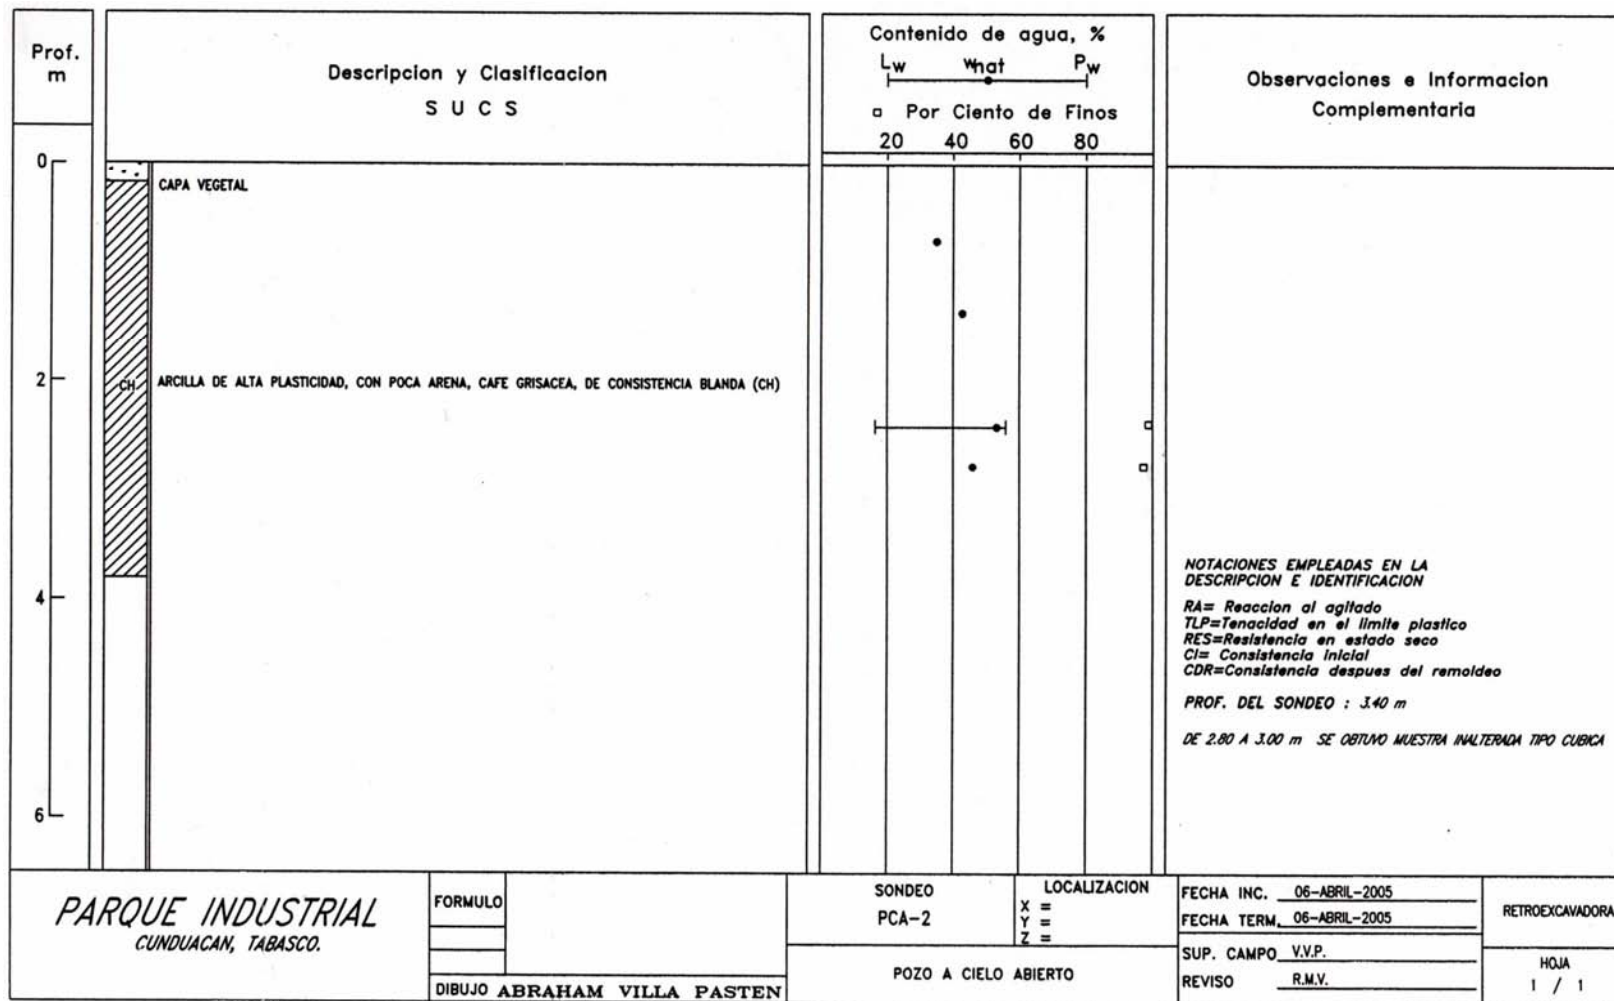 Prof.
m
Descripcion y Clasificacion
S U C S
Contenido de agua, %
Lw wnat Pw
Por Ciento de Finos
20 40 60 80
Observaciones e Informacion
Complementaria
0
CAPA VEGETAL
2
CH
ARCILLA DE ALTA PLASTICIDAD, CON POCA ARENA, CAFE GRISACEA, DE CONSISTENCIA BLANDA (CH)
4
6
NOTACIONES EMPLEADAS EN LA
DESCRIPCION E IDENTIFICACION
RA= Reaccion al agitado
TLP=Tenacidad en el limite plastico
RES=Resistencia en estado seco
CI= Consistencia inicial
CDR=Consistencia despues del remoldeo
PROF. DEL SONDEO : 3.40 m
DE 2.80 A 3.00 m SE OBTUVO MUESTRA INALTERADA TIPO CUBICA
PARQUE INDUSTRIAL
CUNDUACAN, TABASCO.
FORMULO
DIBUJO ABRAHAM VILLA PASTEN
SONDEO
PCA-2
LOCALIZACION
X =
Y =
Z =
POZO A CIELO ABIERTO
FECHA INC. 06-ABRIL-2005
FECHA TERM. 06-ABRIL-2005
SUP. CAMPO V.V.P.
REVISO R.M.V.
RETROEXCAVADORA
HOJA
1 / 1